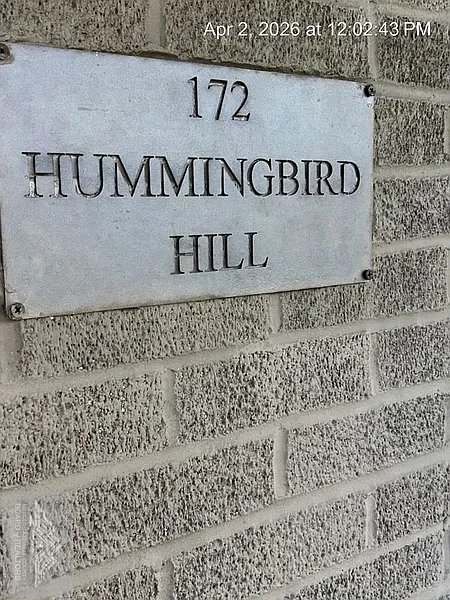 Apr 2, 2026 at 12:02:43 PM
172
HUMMINGBIRD
HILL